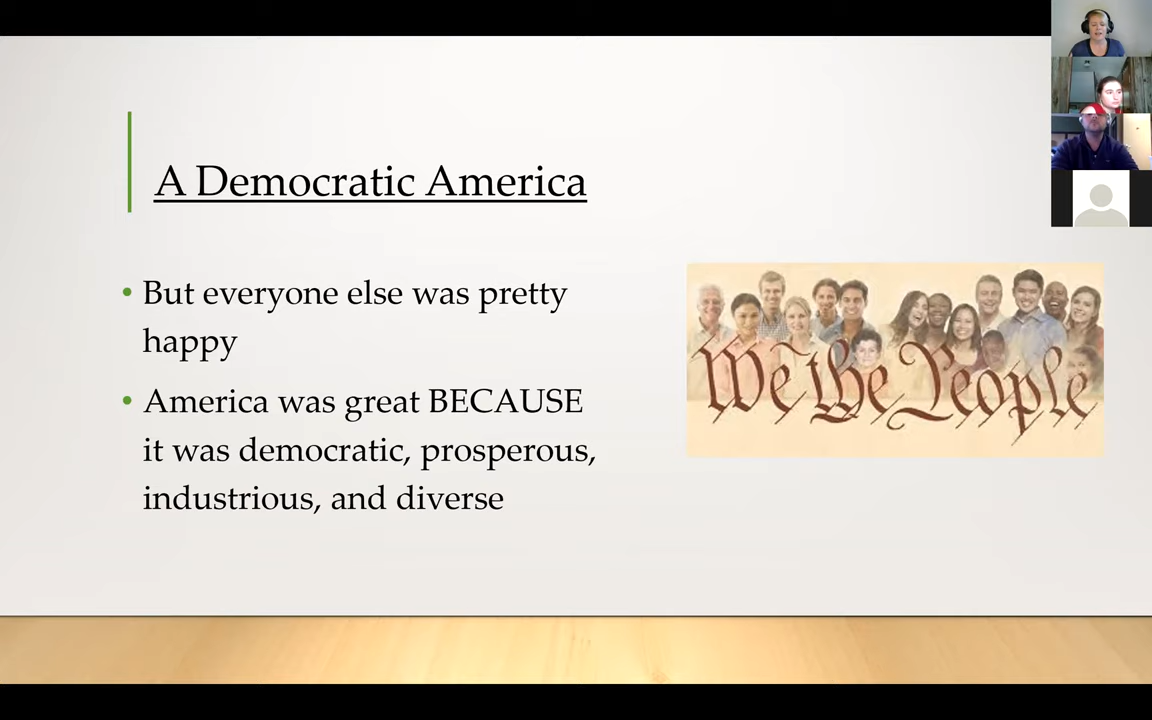 A Democratic America
• But everyone else was pretty
happy
• America was great BECAUSE
it was democratic, prosperous,
industrious, and diverse
We the People